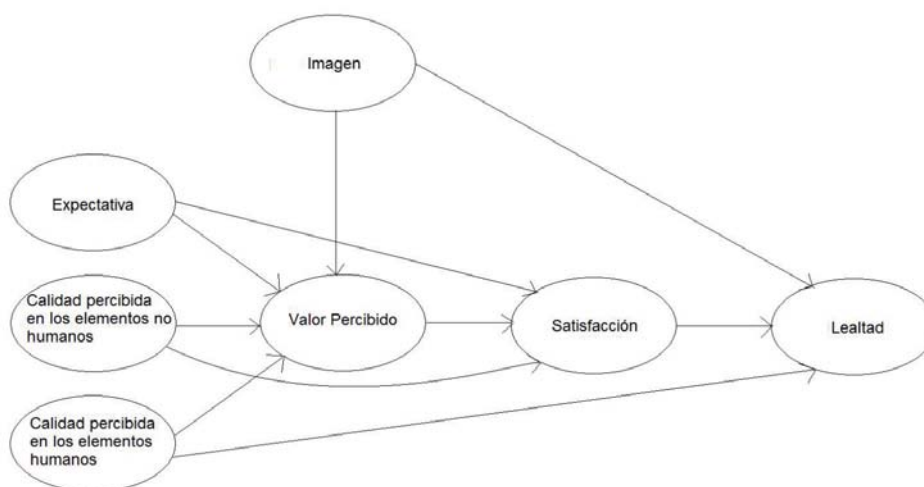 Imagen
Expectativa
Calidad percibida
en los elementos no
humanos
Valor Percibido
Satisfacción
Lealtad
Calidad percibida
en los elementos
humanos